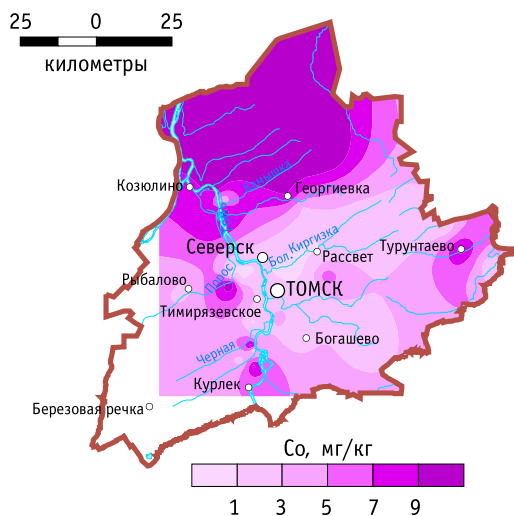 25 0 25
километры
Камышка
Козюлино
Георгиевка
Северск
Бол. Киргизка
Рассвет
Турунтаево
Рыбалово
Порос
ТОМСК
Тимирязевское
Черная
Богашево
Курлек
Березовая речка
Co, мг/кг
1 3 5 7 9